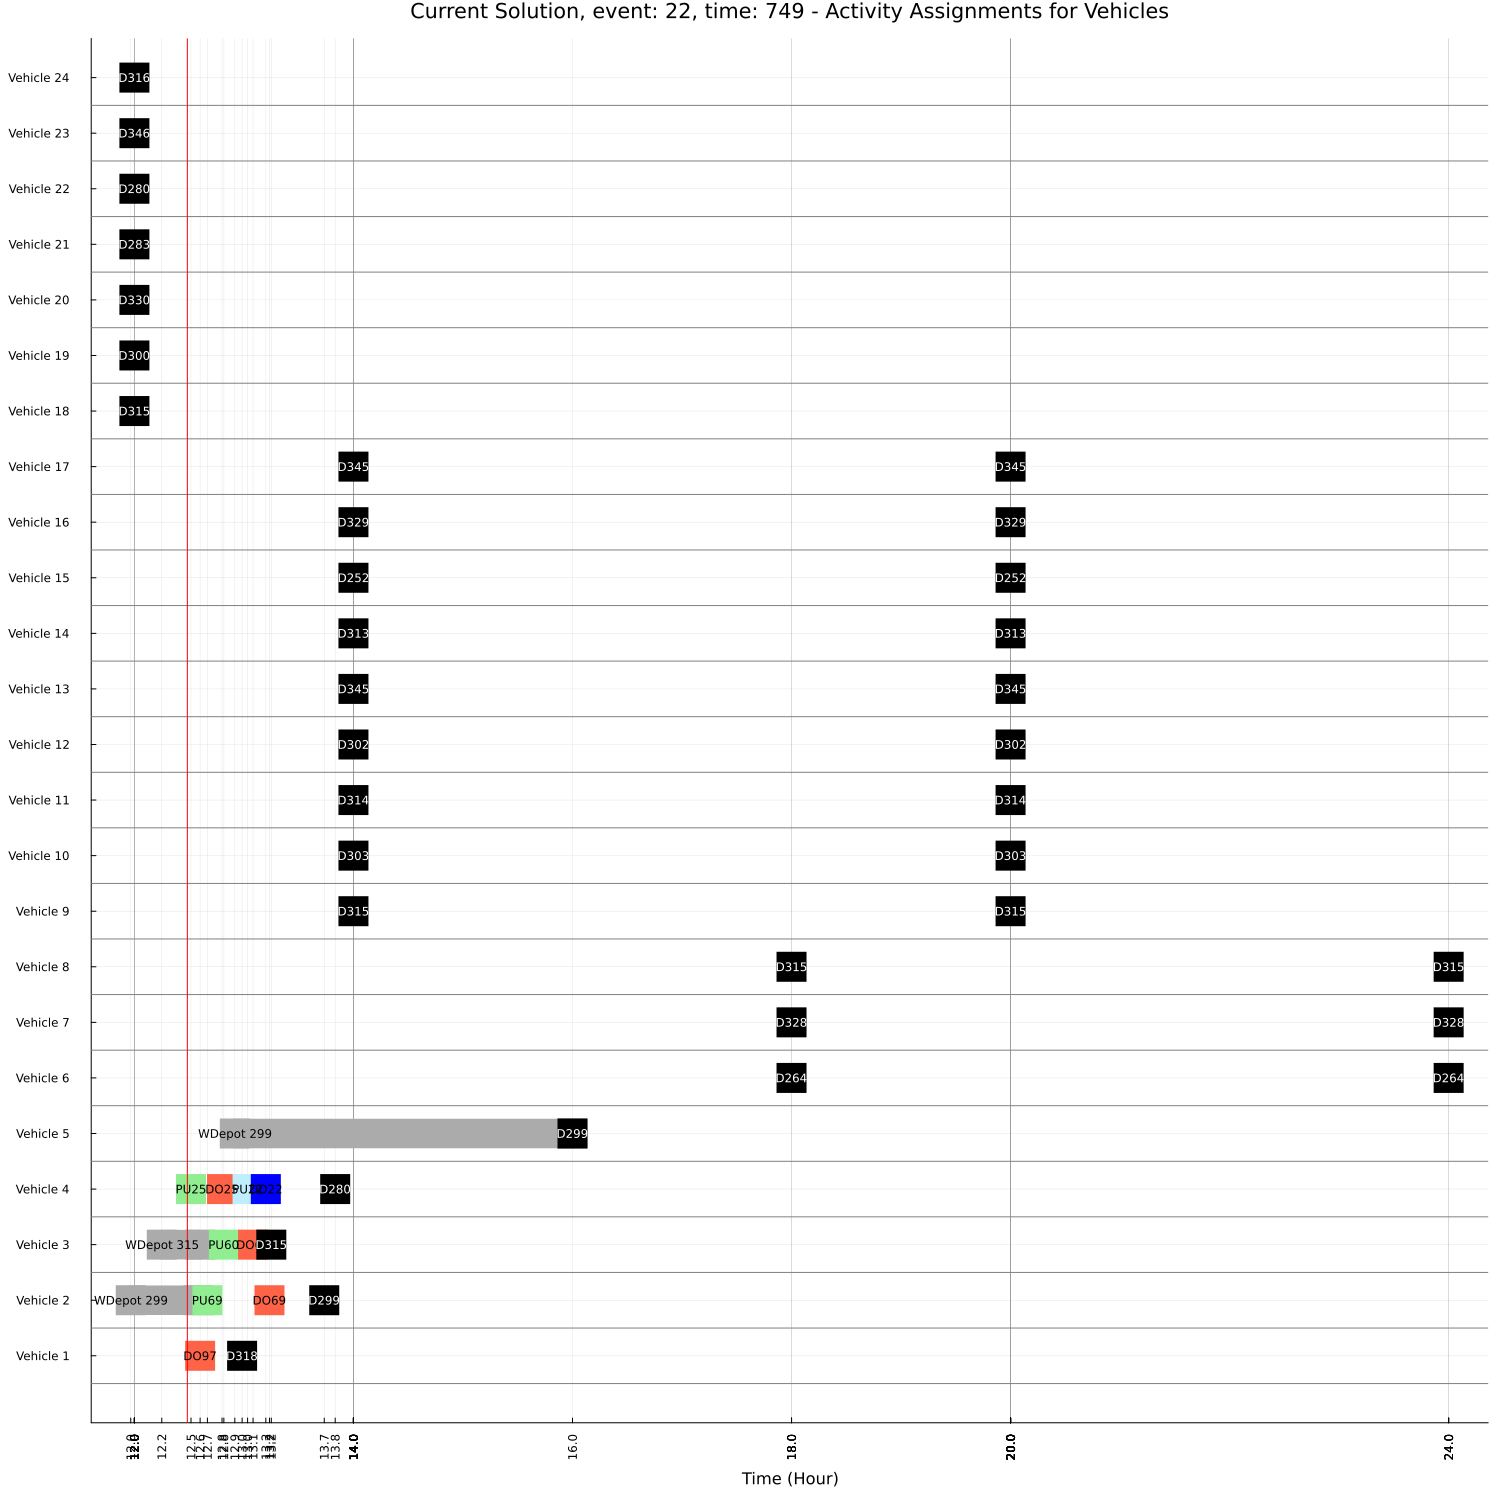 Current Solution, event: 22, time: 749 - Activity Assignments for Vehicles
Vehicle 24 D316
Vehicle 23 D346
Vehicle 22 D280
Vehicle 21 D283
Vehicle 20 D330
Vehicle 19 D300
Vehicle 18 D315
Vehicle 17 D345 D345
Vehicle 16 D329 D329
Vehicle 15 D252 D252
Vehicle 14 D313 D313
Vehicle 13 D345 D345
Vehicle 12 D302 D302
Vehicle 11 D314 D314
Vehicle 10 D303 D303
Vehicle 9 D315 D315
Vehicle 8 D315 D315
Vehicle 7 D328 D328
Vehicle 6 D264 D264
Vehicle 5 WDepot 299 D299
Vehicle 4 PU25 DO25 DO22 D280
Vehicle 3 WDepot 315 PU60 D315
Vehicle 2 WDepot 299 PU69 DO69 D299
Vehicle 1 DO97 D318
12.0 12.2 12.5 12.6 12.7 12.8 12.9 13.0 13.1 13.7 13.8 14.0 16.0 18.0 20.0 24.0
Time (Hour)